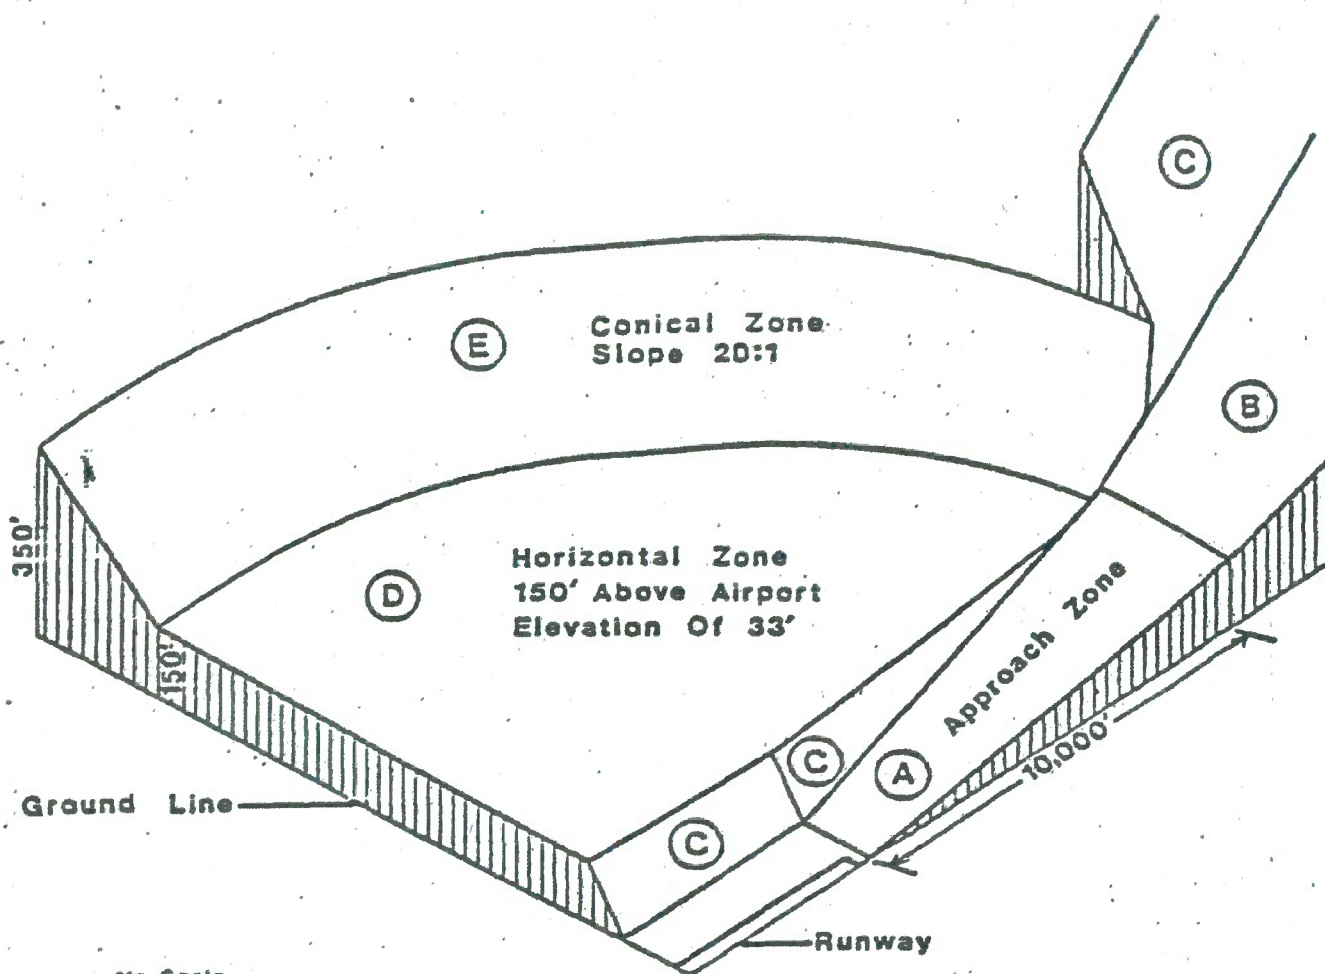 C
E
Conical Zone
Slope 20:1
B
350'
D
Horizontal Zone
150' Above Airport
Elevation Of 33'
150'
Approach Zone
C
A
10,000'
Ground Line
C
Runway